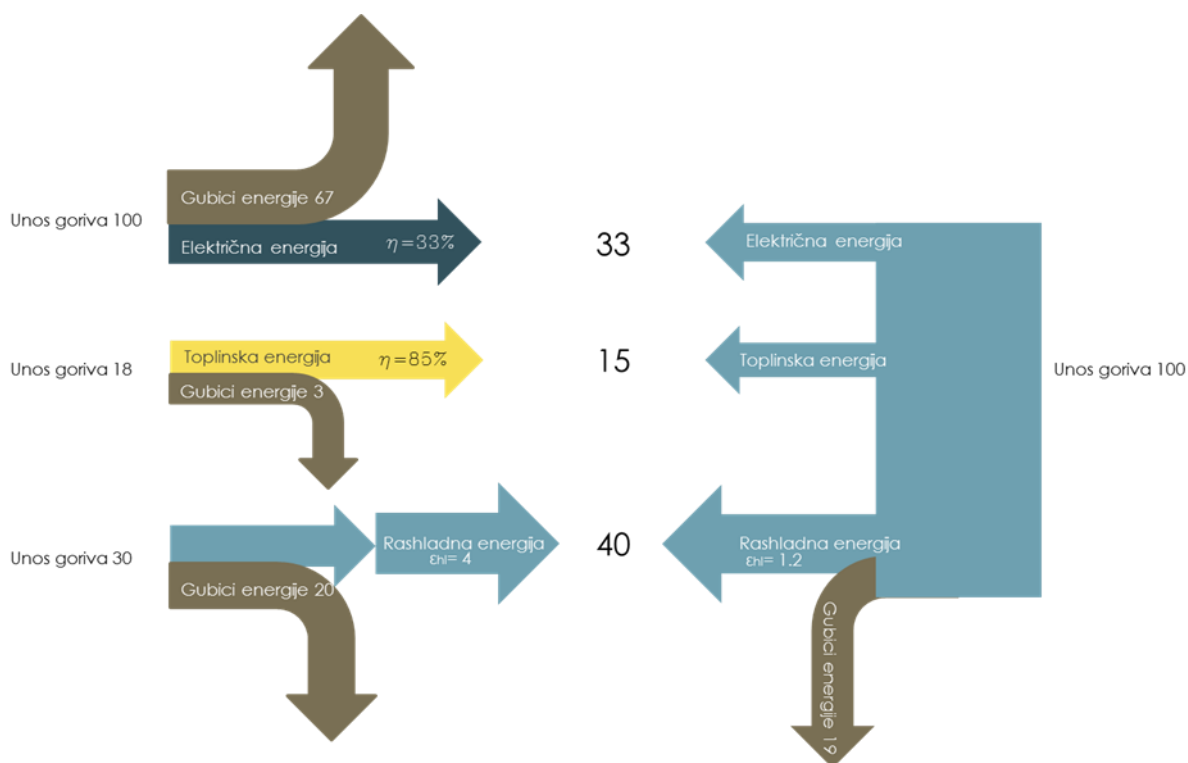 Gubici energije 67
Unos goriva 100
Električna energija η=33%
33
Električna energija
Unos goriva 18
Toplinska energija η=85%
Gubici energije 3
15
Toplinska energija
Unos goriva 100
Unos goriva 30
Rashladna energija
εhl= 4
Gubici energije 20
40
Rashladna energija
εhl= 1.2
Gubici energije 19